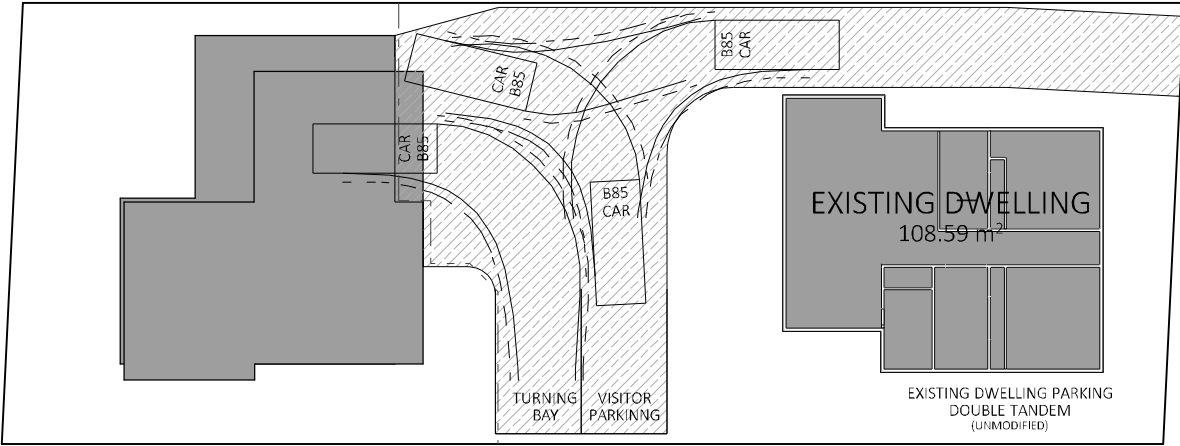 B85
CAR
CAR
B85
CAR
B85
B85
CAR
EXISTING DWELLING
108.59 m²
TURNING
BAY
VISITOR
PARKINNG
EXISTING DWELLING PARKING
DOUBLE TANDEM
(UNMODIFIED)